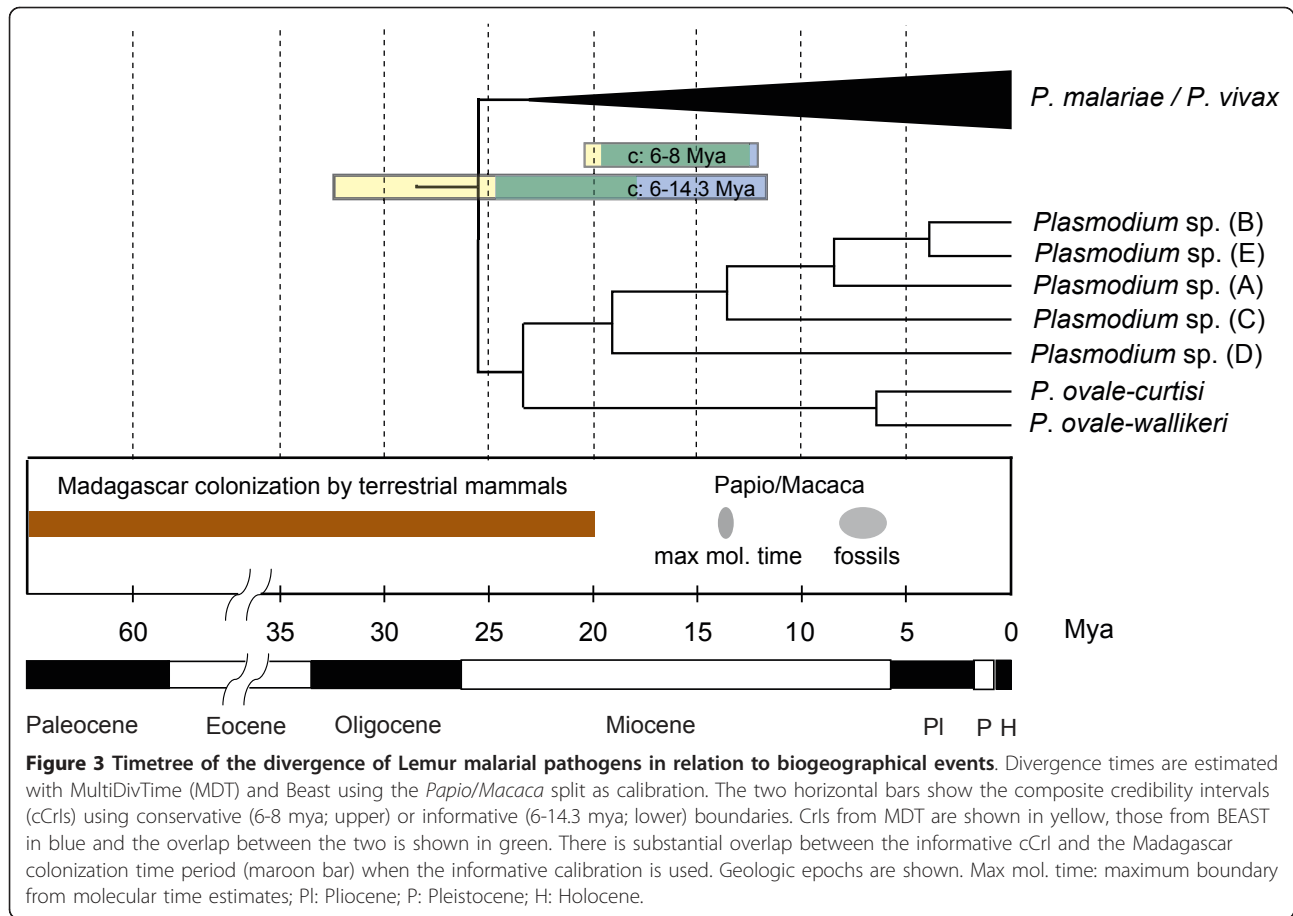 P. malariae / P. vivax
c: 6-8 Mya
c: 6-14.3 Mya
Plasmodium sp. (B)
Plasmodium sp. (E)
Plasmodium sp. (A)
Plasmodium sp. (C)
Plasmodium sp. (D)
P. ovale-curtisi
P. ovale-wallikeri
Madagascar colonization by terrestrial mammals
Papio/Macaca
max mol. time
fossils
60 35 30 25 20 15 10 5 0 Mya
Paleocene Eocene Oligocene Miocene Pl P H
Figure 3 Timetree of the divergence of Lemur malarial pathogens in relation to biogeographical events. Divergence times are estimated
with MultiDivTime (MDT) and Beast using the Papio/Macaca split as calibration. The two horizontal bars show the composite credibility intervals
(cCrIs) using conservative (6-8 mya; upper) or informative (6-14.3 mya; lower) boundaries. CrIs from MDT are shown in yellow, those from BEAST
in blue and the overlap between the two is shown in green. There is substantial overlap between the informative cCrI and the Madagascar
colonization time period (maroon bar) when the informative calibration is used. Geologic epochs are shown. Max mol. time: maximum boundary
from molecular time estimates; Pl: Pliocene; P: Pleistocene; H: Holocene.